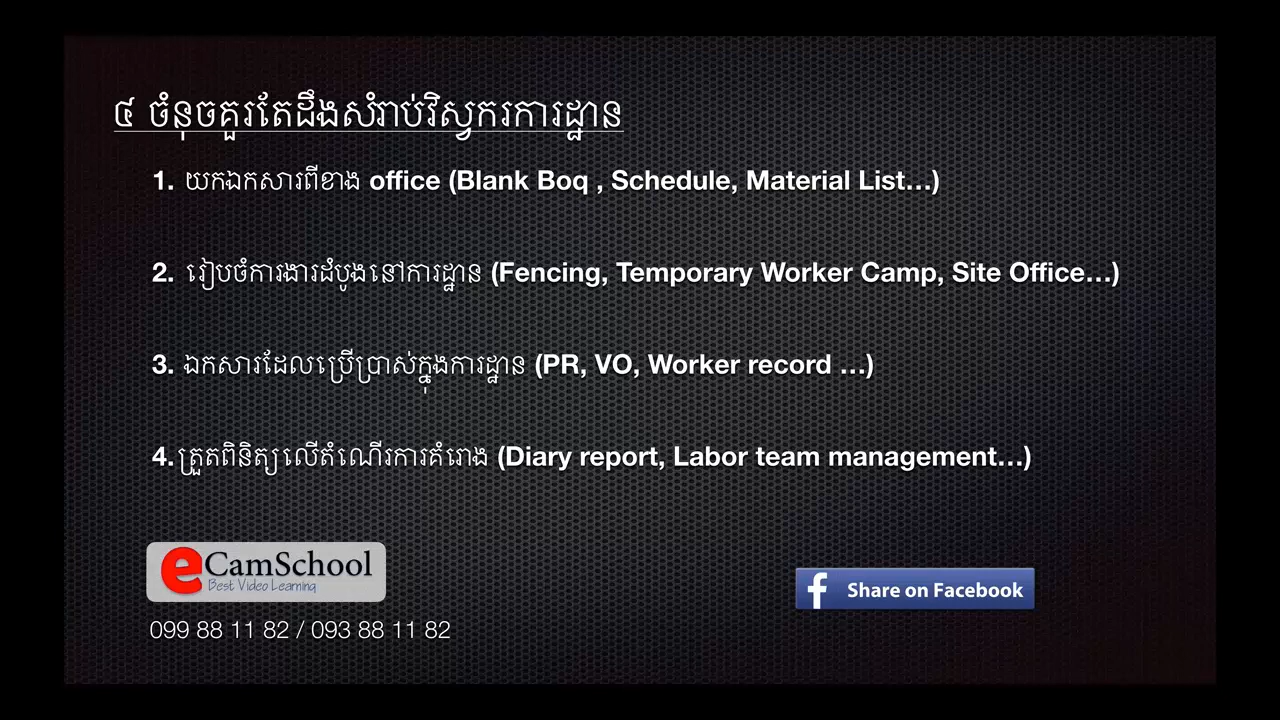 ៤ ចំនុចគួរតែដឹងសំរាប់វិស្វករការដ្ឋាន
1. យកឯកសារពីខាង office (Blank Boq , Schedule, Material List…)
2. រៀបចំការងារដំបូងនៅការដ្ឋាន (Fencing, Temporary Worker Camp, Site Office…)
3. ឯកសារដែលប្រើប្រាស់ក្នុងការដ្ឋាន (PR, VO, Worker record …)
4. ត្រួតពិនិត្យលើតំណើរការគំរោង (Diary report, Labor team management…)
eCamSchool
Best Video Learning
Share on Facebook
099 88 11 82 / 093 88 11 82